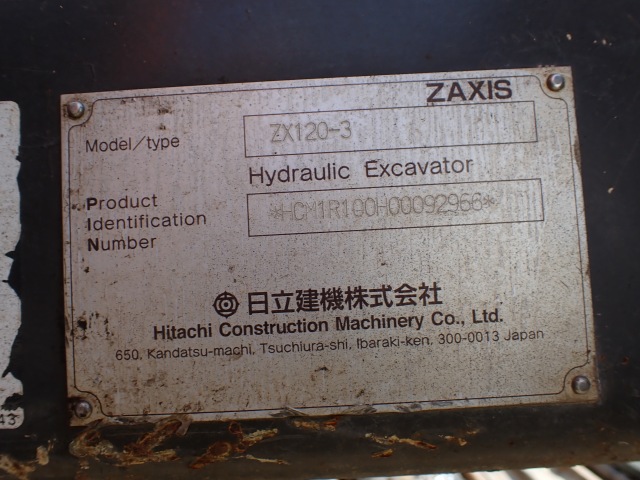 ZAXIS
Model/type ZX120-3
Hydraulic Excavator
Product
Identification
Number
*HCM1R100H00092966*
日立建機株式会社
Hitachi Construction Machinery Co., Ltd.
650, Kandatsu-machi, Tsuchiura-shi, Ibaraki-ken, 300-0013 Japan
43